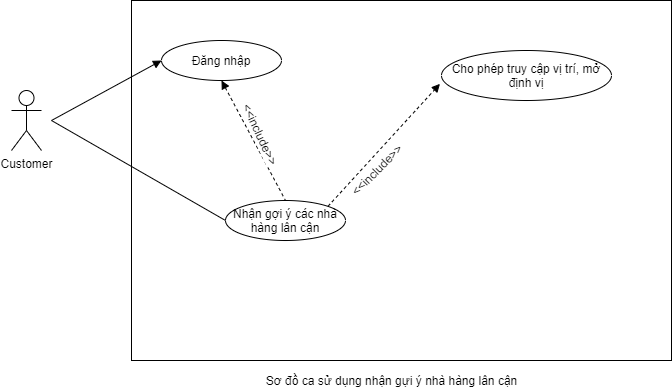 Đăng nhập
Cho phép truy cập vị trí, mở
định vị
Customer
<<include>>
<<include>>
Nhận gợi ý các nhà
hàng lân cận
Sơ đồ ca sử dụng nhận gựi ý nhà hàng lân cận